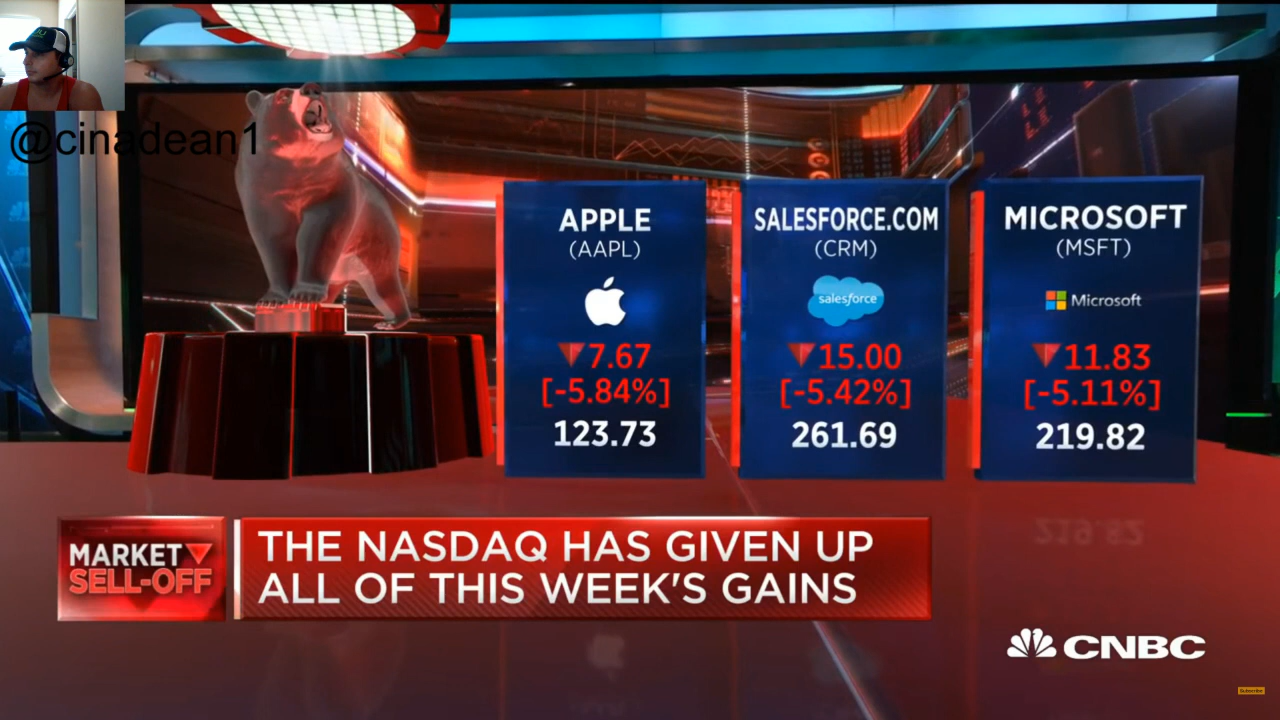 @cinadean1
APPLE
(AAPL)
▼7.67
[-5.84%]
123.73
SALESFORCE.COM
(CRM)
salesforce
▼15.00
[-5.42%]
261.69
MICROSOFT
(MSFT)
Microsoft
▼11.83
[-5.11%]
219.82
MARKET▼
SELL-OFF
THE NASDAQ HAS GIVEN UP
ALL OF THIS WEEK'S GAINS
CNBC
Subscribe